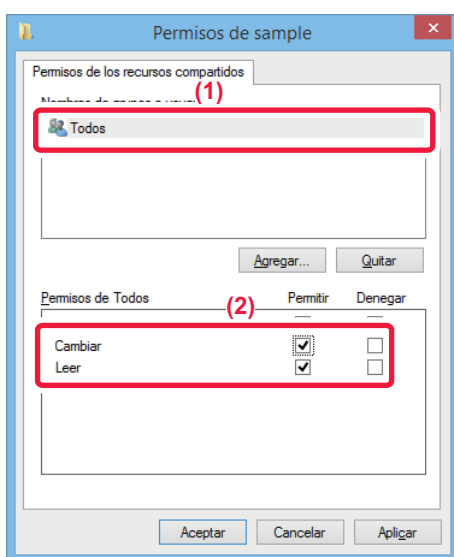 Permisos de sample
Permisos de los recursos compartidos
(1)
Todos
Agregar...
Quitar
Permisos de Todos
(2)
Permitir
Denegar
Cambiar
Leer
Aceptar
Cancelar
Aplicar